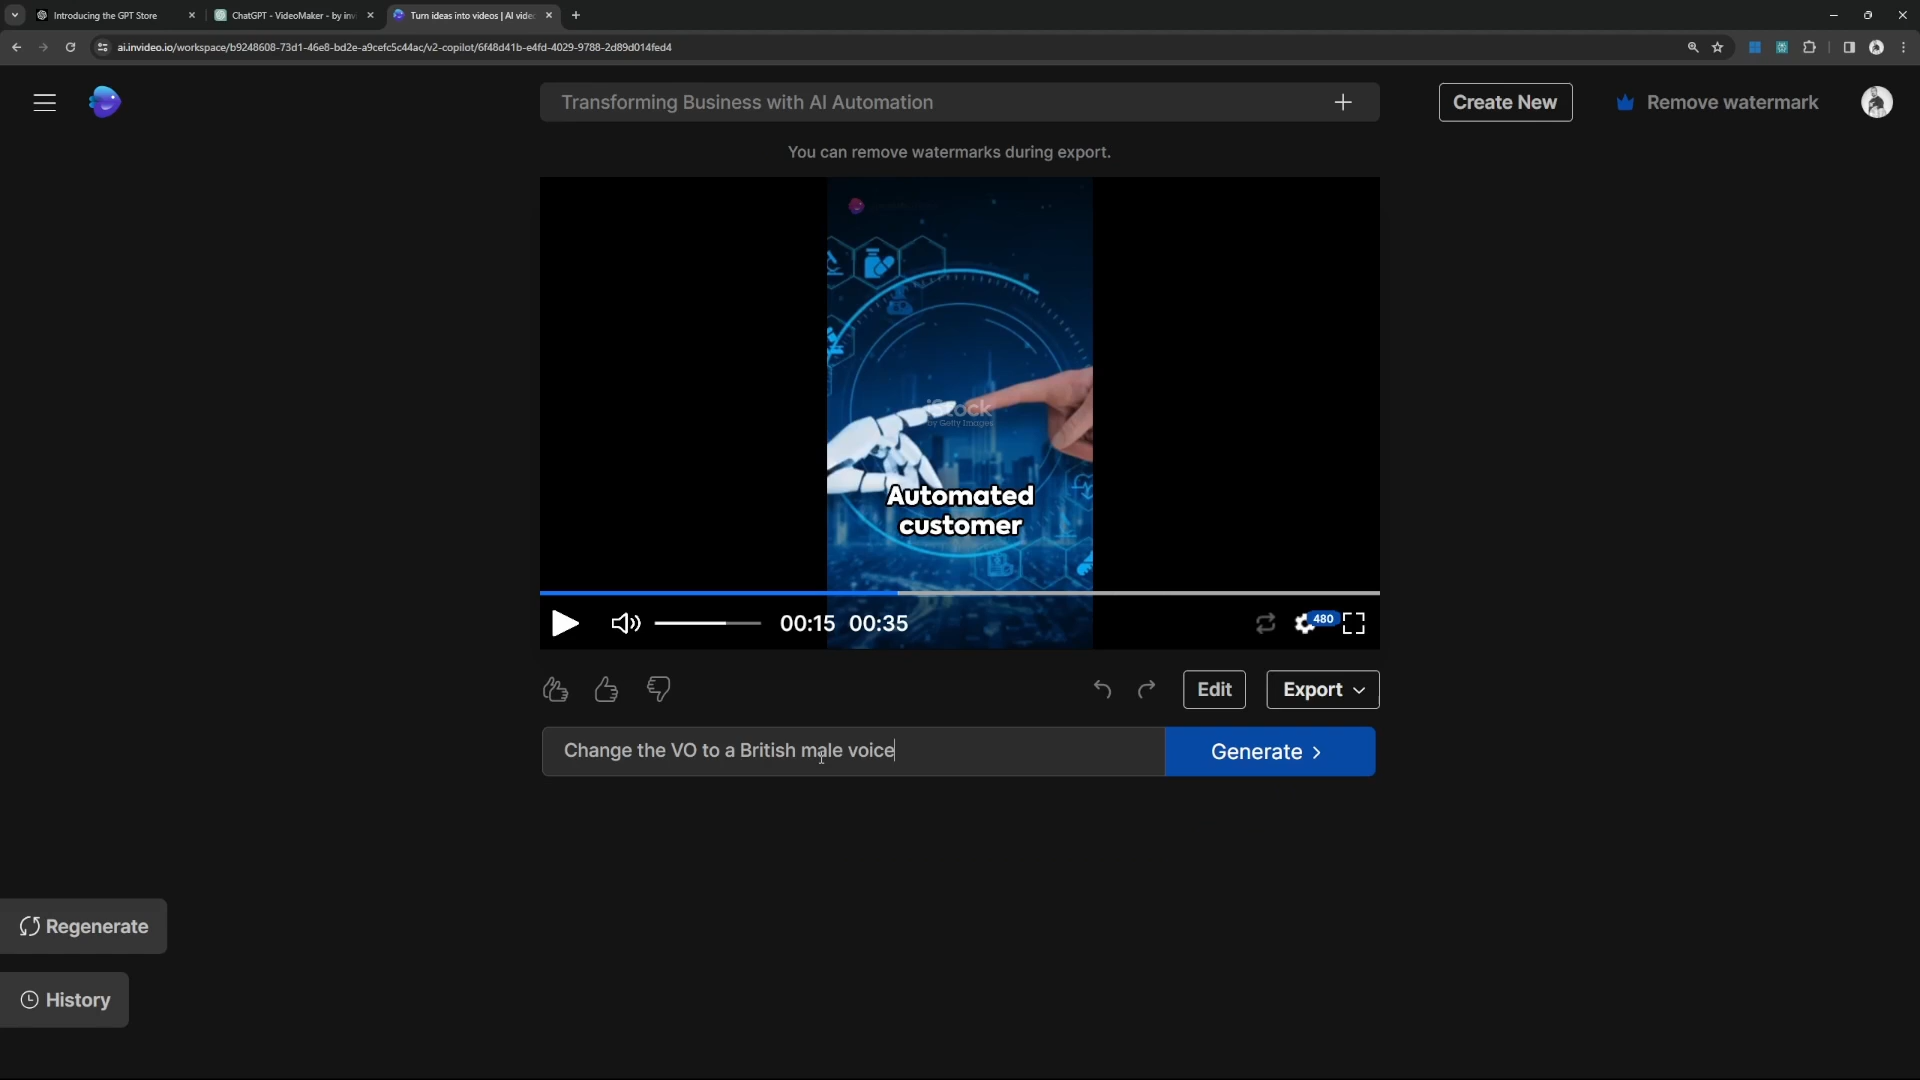 Introducing the GPT Store
ChatGPT - VideoMaker - by inv
Turn ideas into videos | AI vide
ai.invideo.io/workspace/b9248608-73d1-46e8-bd2e-a9cefc5c44ac/v2-copilot/6f48d41b-e4fd-4029-9788-2d89d014fed4
Transforming Business with AI Automation
Create New
Remove watermark
You can remove watermarks during export.
iStock
by Getty Images
Automated
customer
00:15 00:35
480
Edit
Export
Change the VO to a British male voice
Generate
Regenerate
History